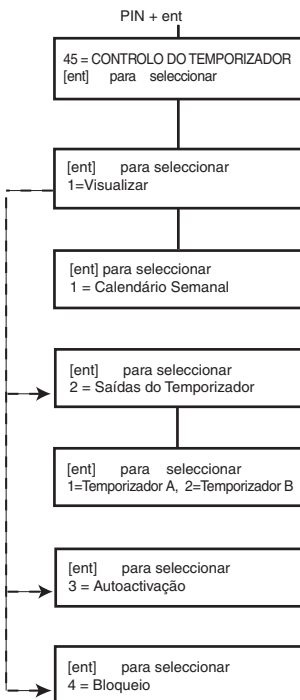 PIN + ent
45 = CONTROLO DO TEMPORIZADOR
[ent] para seleccionar
[ent] para seleccionar
1=Visualizar
[ent] para seleccionar
1 = Calendário Semanal
[ent] para seleccionar
2 = Saídas do Temporizador
[ent] para seleccionar
1=Temporizador A, 2=Temporizador B
[ent] para seleccionar
3 = Autoactivação
[ent] para seleccionar
4 = Bloqueio